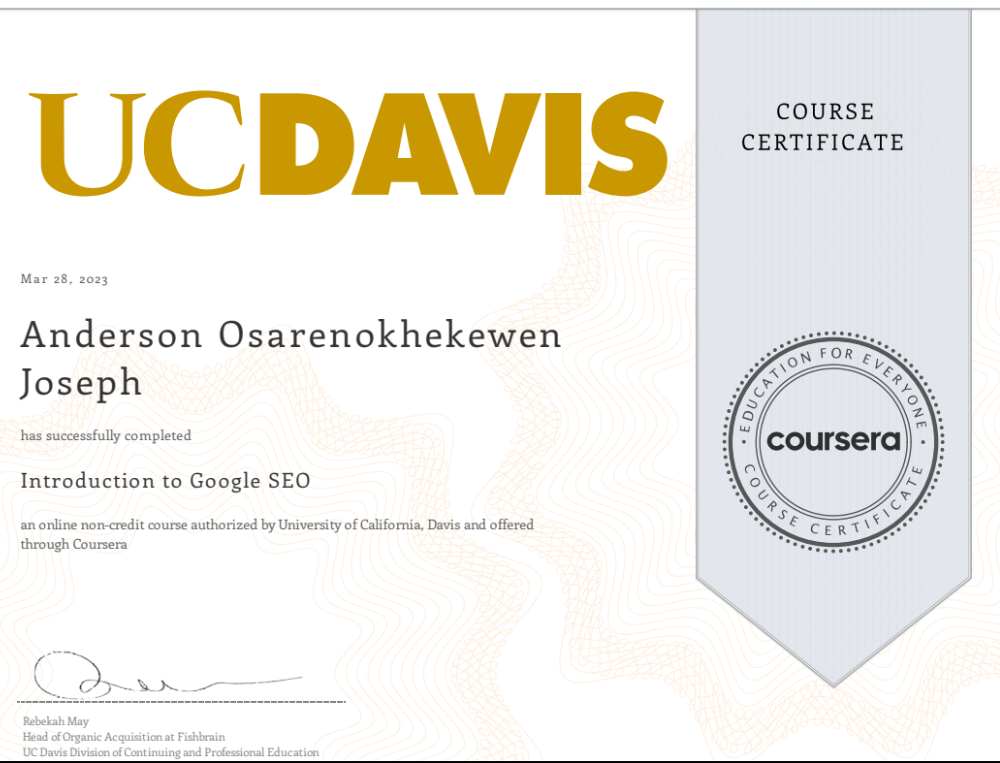 UCDAVIS
COURSE
CERTIFICATE
Mar 28, 2023
Anderson Osarenokhekewen
Joseph
has successfully completed
Introduction to Google SEO
an online non-credit course authorized by University of California, Davis and offered
through Coursera
EDUCATION FOR EVERYONE
coursera
COURSE CERTIFICATE
Rebekah May
Head of Organic Acquisition at Fishbrain
UC Davis Division of Continuing and Professional Education